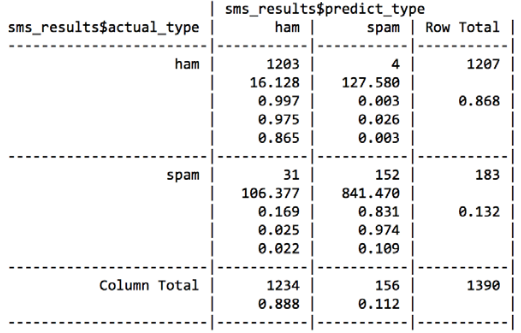 | sms_results$predict_type
sms_results$actual_type | ham | spam | Row Total |
ham | 1203 | 4 | 1207 |
| 16.128 | 127.580 | |
| 0.997 | 0.003 | 0.868 |
| 0.975 | 0.026 | |
| 0.865 | 0.003 | |
spam | 31 | 152 | 183 |
| 106.377 | 841.470 | |
| 0.169 | 0.831 | 0.132 |
| 0.025 | 0.974 | |
| 0.022 | 0.109 | |
Column Total | 1234 | 156 | 1390 |
| 0.888 | 0.112 | |